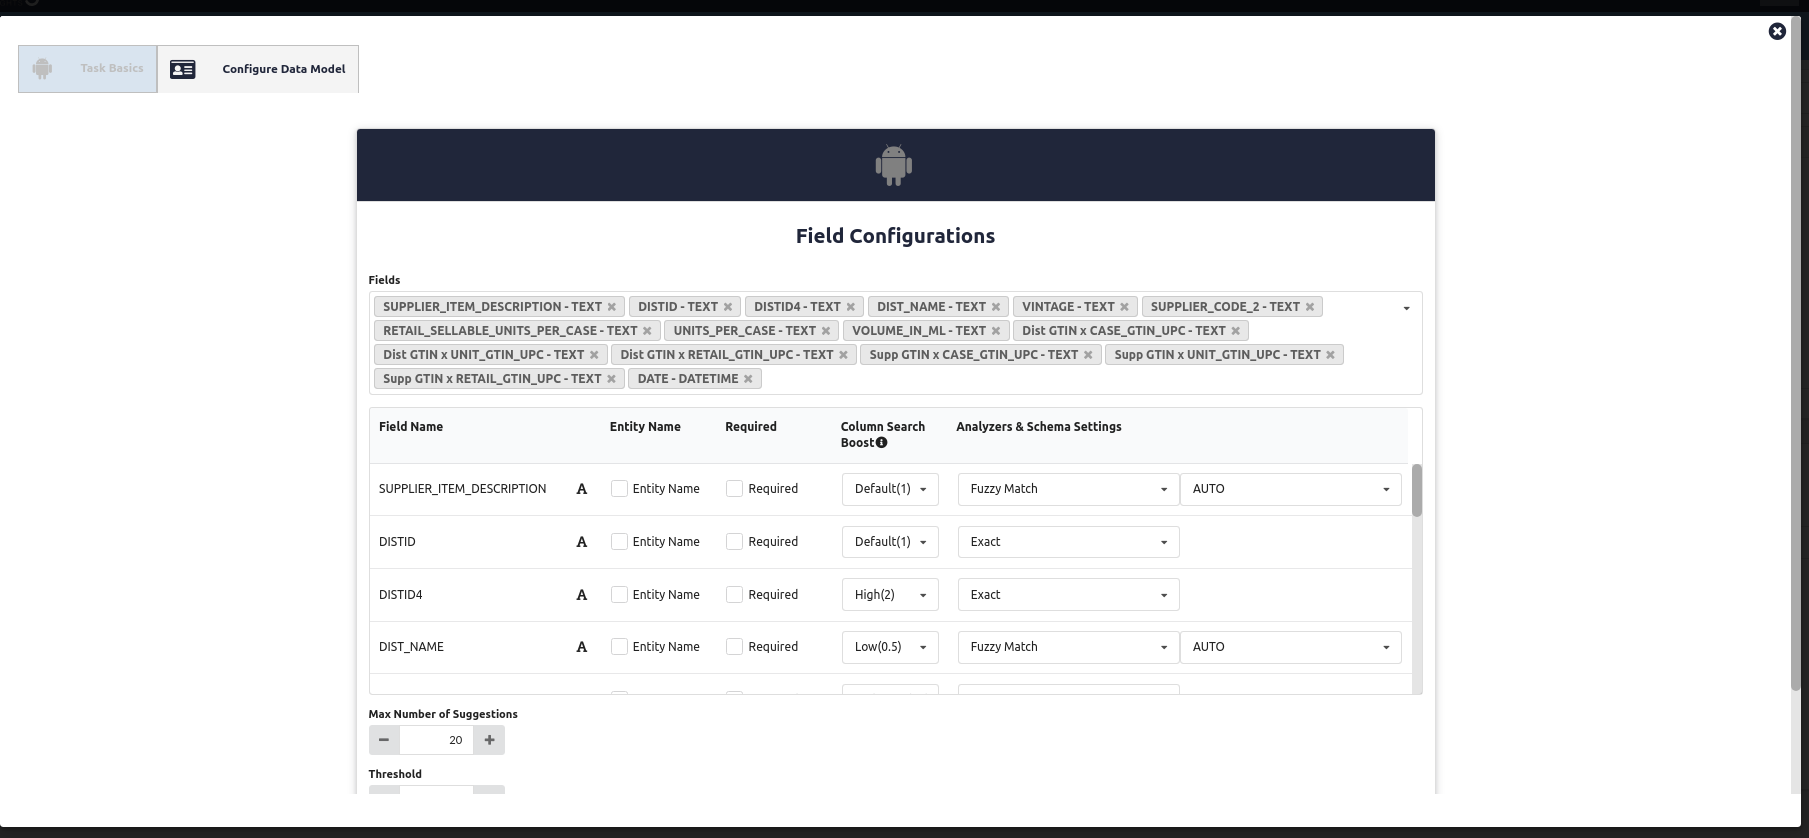 Task Basics
Configure Data Model
Field Configurations
Fields
SUPPLIER_ITEM_DESCRIPTION - TEXT DISTID - TEXT DISTID4 - TEXT DIST_NAME - TEXT VINTAGE - TEXT SUPPLIER_CODE_2 - TEXT
RETAIL_SELLABLE_UNITS_PER_CASE - TEXT UNITS_PER_CASE - TEXT VOLUME_IN_ML - TEXT Dist GTIN x CASE_GTIN_UPC - TEXT
Dist GTIN x UNIT_GTIN_UPC - TEXT Dist GTIN x RETAIL_GTIN_UPC - TEXT Supp GTIN x CASE_GTIN_UPC - TEXT Supp GTIN x UNIT_GTIN_UPC - TEXT
Supp GTIN x RETAIL_GTIN_UPC - TEXT DATE - DATETIME
Field Name Entity Name Required Column Search Boost Analyzers & Schema Settings
SUPPLIER_ITEM_DESCRIPTION A Entity Name Required Default(1) Fuzzy Match AUTO
DISTID A Entity Name Required Default(1) Exact
DISTID4 A Entity Name Required High(2) Exact
DIST_NAME A Entity Name Required Low(0.5) Fuzzy Match AUTO
Max Number of Suggestions
20
Threshold